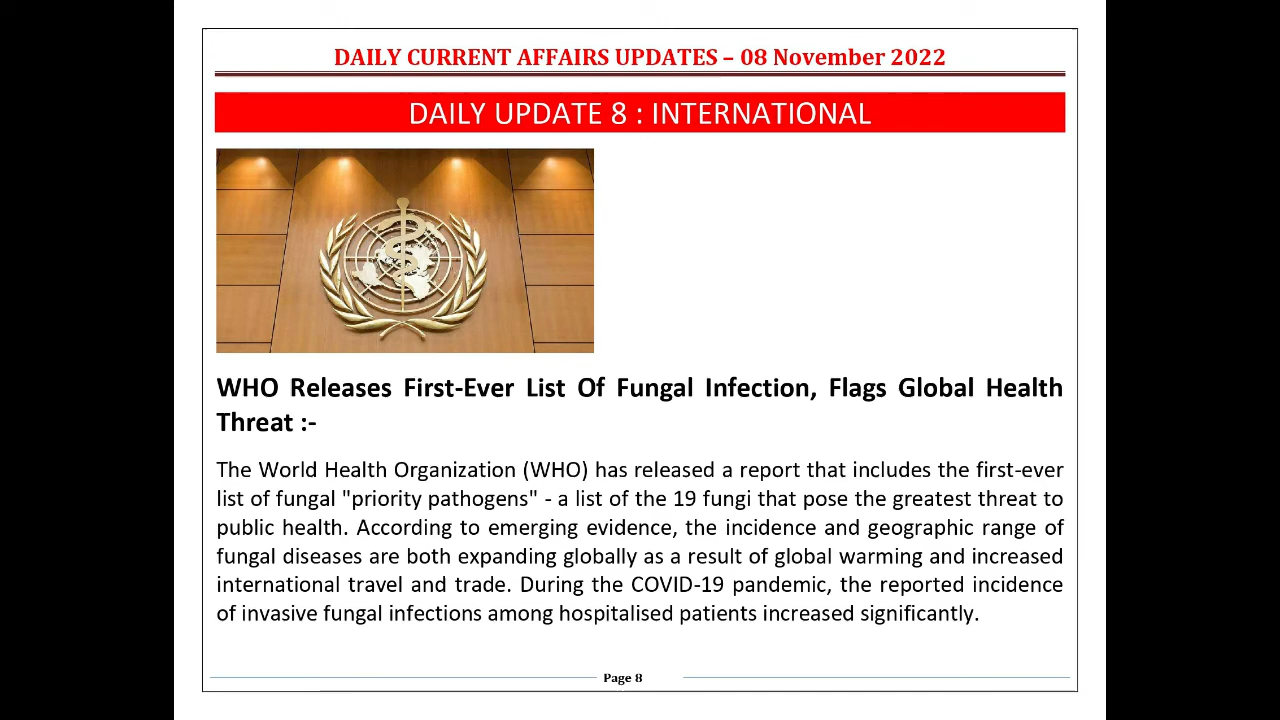 DAILY CURRENT AFFAIRS UPDATES – 08 November 2022
DAILY UPDATE 8 : INTERNATIONAL
WHO Releases First-Ever List Of Fungal Infection, Flags Global Health
Threat :-
The World Health Organization (WHO) has released a report that includes the first-ever
list of fungal "priority pathogens" - a list of the 19 fungi that pose the greatest threat to
public health. According to emerging evidence, the incidence and geographic range of
fungal diseases are both expanding globally as a result of global warming and increased
international travel and trade. During the COVID-19 pandemic, the reported incidence
of invasive fungal infections among hospitalised patients increased significantly.
Page 8